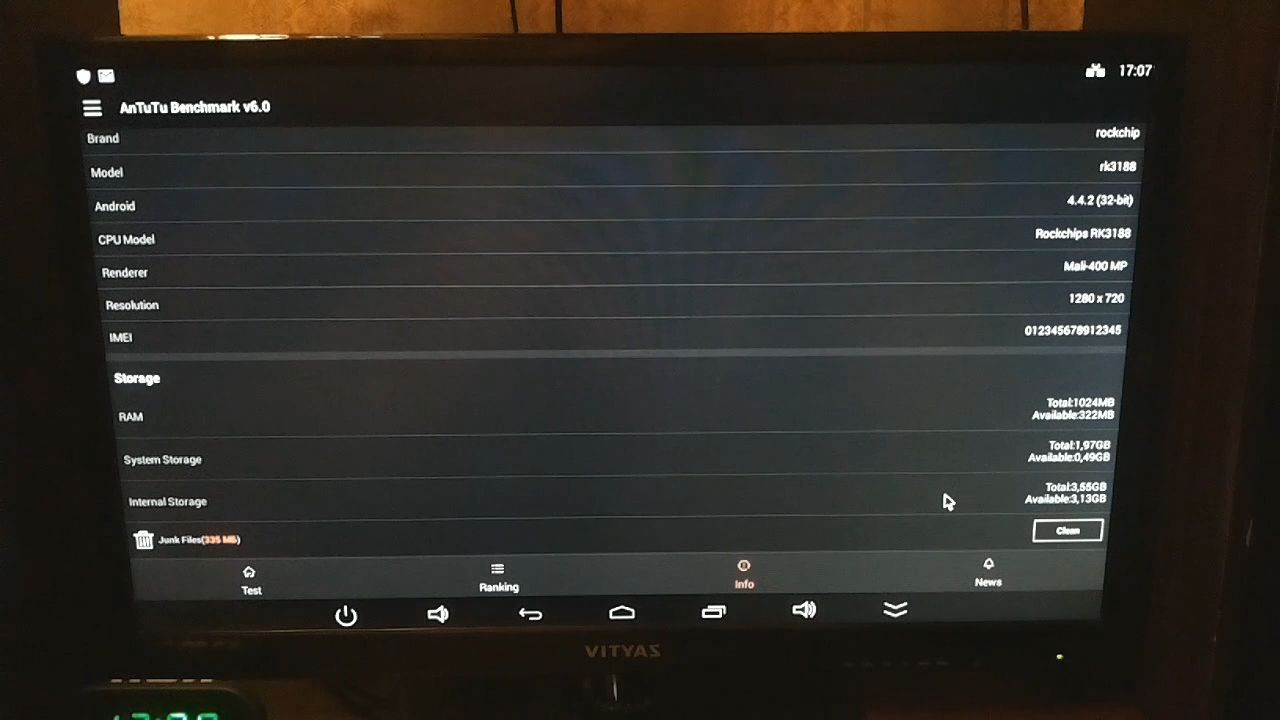 17:07
AnTuTu Benchmark v6.0
Brand rockchip
Model rk3188
Android 4.4.2 (32-bit)
CPU Model Rockchips RK3188
Renderer Mali-400 MP
Resolution 1280 x 720
IMEI 012345678912345
Storage
RAM Total:1024MB
Available:322MB
System Storage Total:1,97GB
Available:0,49GB
Internal Storage Total:3,55GB
Available:3,13GB
Junk Files(335 MB) Clean
Test Ranking Info News
VITYAS